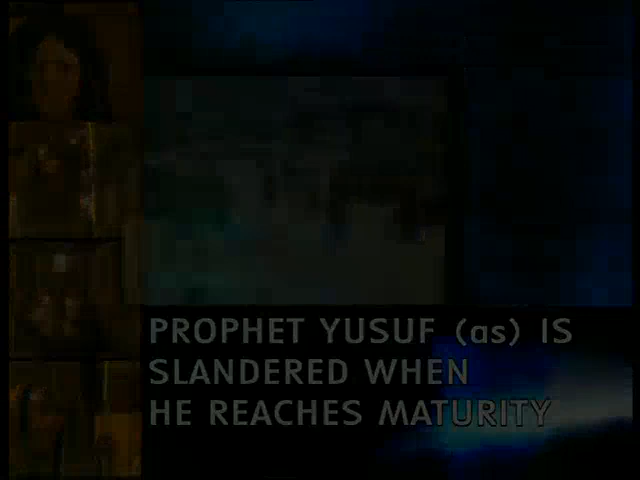 PROPHET YUSUF (as) IS
SLANDERED WHEN
HE REACHES MATURITY